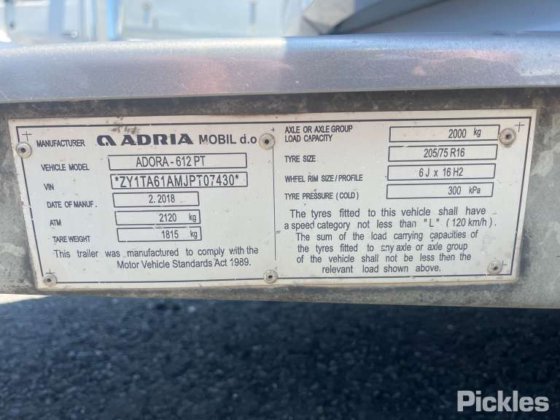 MANUFACTURER ADRIA MOBIL d.o
VEHICLE MODEL ADORA - 612 PT
VIN *ZY1TA61AMJPT07430*
DATE OF MANUF 2.2018
ATM 2120 kg
TARE WEIGHT 1815 kg
This trailer was manufactured to comply with the
Motor Vehicle Standards Act 1989.
AXLE OR AXLE GROUP
LOAD CAPACITY 2000 kg
TYRE SIZE 205/75 R16
WHEEL RIM SIZE / PROFILE 6 J x 16 H2
TYRE PRESSURE (COLD) 300 kPa
The tyres fitted to this vehicle shall have
a speed category not less than "L" (120 km/h).
The sum of the load carrying capacities of
the tyres fitted to any axle or axle group
of the vehicle shall not be less then the
relevant load shown above.
Pickles